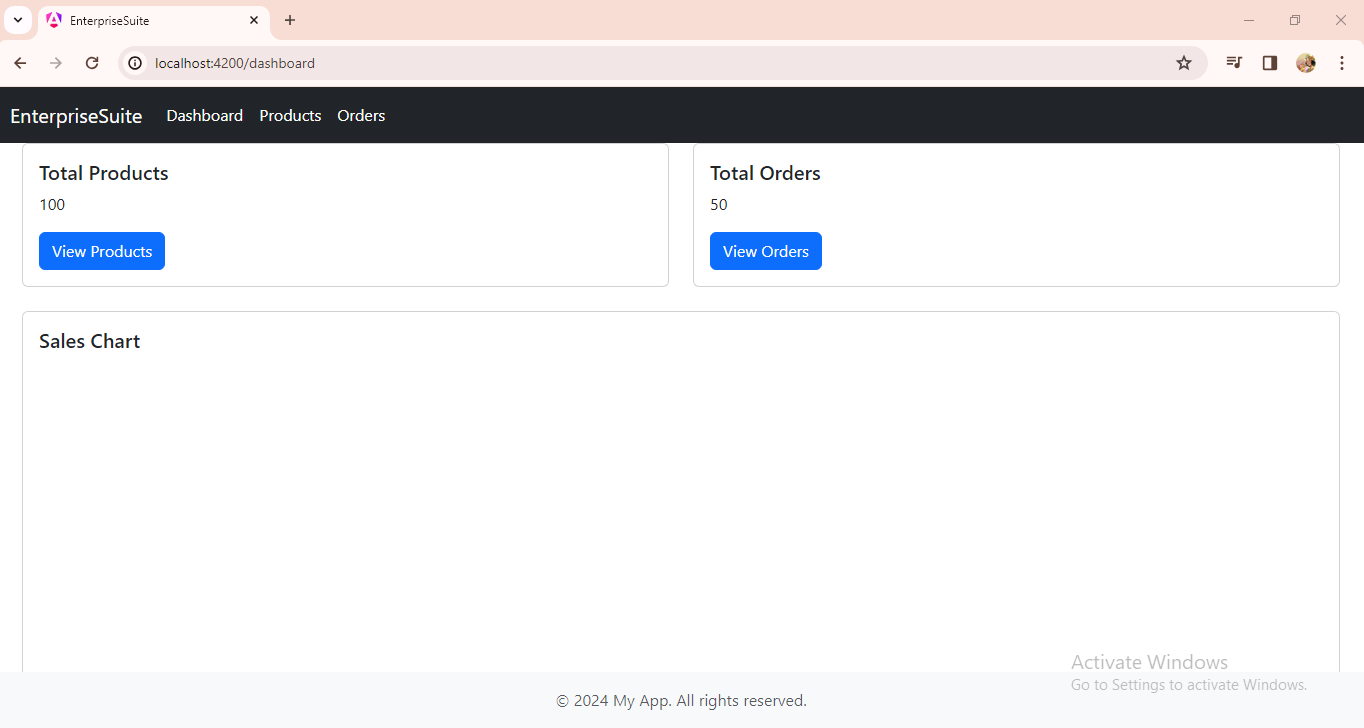 EnterpriseSuite
localhost:4200/dashboard
EnterpriseSuite Dashboard Products Orders
Total Products
100
View Products
Total Orders
50
View Orders
Sales Chart
Activate Windows
Go to Settings to activate Windows.
© 2024 My App. All rights reserved.